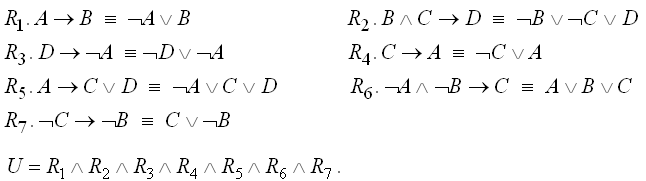 R₁. A → B ≡ ¬A ∨ B R₂. B ∧ C → D ≡ ¬B ∨ ¬C ∨ D
R₃. D → ¬A ≡ ¬D ∨ ¬A R₄. C → A ≡ ¬C ∨ A
R₅. A → C ∨ D ≡ ¬A ∨ C ∨ D R₆. ¬A ∧ ¬B → C ≡ A ∨ B ∨ C
R₇. ¬C → ¬B ≡ C ∨ ¬B
U = R₁ ∧ R₂ ∧ R₃ ∧ R₄ ∧ R₅ ∧ R₆ ∧ R₇ .